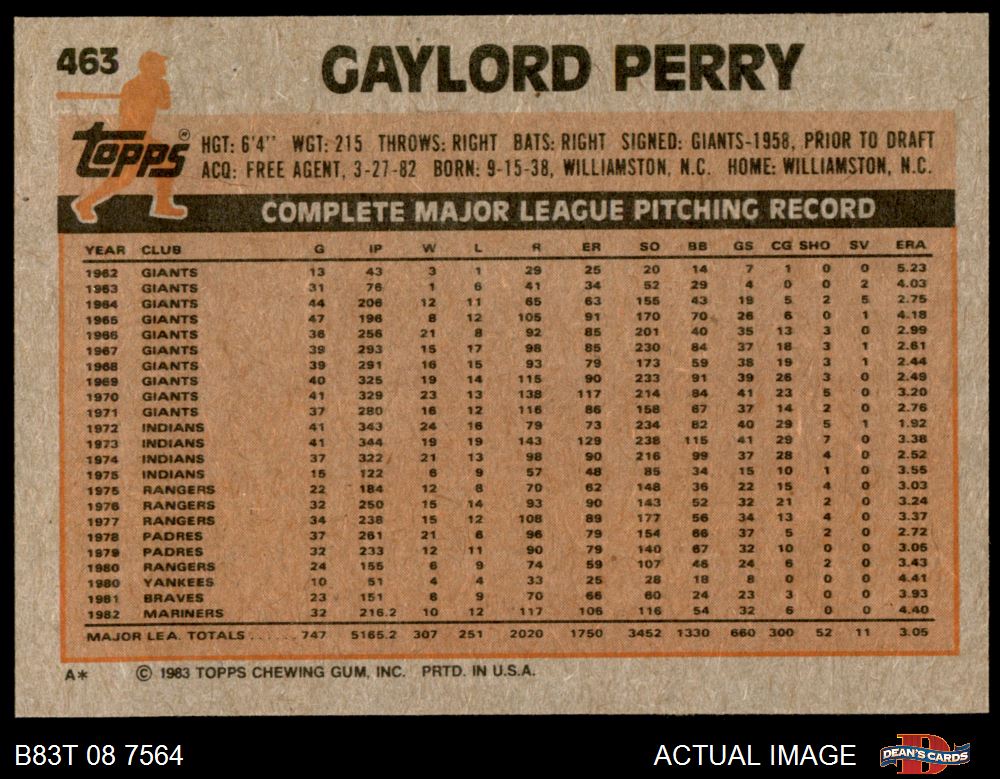 463
GAYLORD PERRY
Topps®
HGT: 6'4" WGT: 215 THROWS: RIGHT BATS: RIGHT SIGNED: GIANTS-1958, PRIOR TO DRAFT
ACQ: FREE AGENT, 3-27-82 BORN: 9-15-38, WILLIAMSTON, N.C. HOME: WILLIAMSTON, N.C.
COMPLETE MAJOR LEAGUE PITCHING RECORD
YEAR CLUB G IP W L R ER SO BB GS CG SHO SV ERA
1962 GIANTS 13 43 3 1 29 25 20 14 7 1 0 0 5.23
1963 GIANTS 31 76 1 6 41 34 52 29 4 0 0 2 4.03
1964 GIANTS 44 206 12 11 65 63 155 43 19 5 2 5 2.75
1965 GIANTS 47 196 8 12 105 91 170 70 26 6 0 1 4.18
1966 GIANTS 36 256 21 8 92 85 201 40 35 13 3 0 2.99
1967 GIANTS 39 293 15 17 98 85 230 84 37 18 3 1 2.61
1968 GIANTS 39 291 16 15 93 79 173 59 38 19 3 1 2.44
1969 GIANTS 40 325 19 14 115 90 233 91 39 26 3 0 2.49
1970 GIANTS 41 329 23 13 138 117 214 84 41 23 5 0 3.20
1971 GIANTS 37 280 16 12 116 86 158 67 37 14 2 0 2.76
1972 INDIANS 41 343 24 16 79 73 234 82 40 29 5 1 1.92
1973 INDIANS 41 344 19 19 143 129 238 115 41 29 7 0 3.38
1974 INDIANS 37 322 21 13 98 90 216 99 37 28 4 0 2.52
1975 INDIANS 15 122 6 9 57 48 85 34 15 10 1 0 3.55
1975 RANGERS 22 184 12 8 70 62 148 36 22 15 4 0 3.03
1976 RANGERS 32 250 15 14 93 90 143 52 32 21 2 0 3.24
1977 RANGERS 34 238 15 12 108 89 177 56 34 13 4 0 3.37
1978 PADRES 37 261 21 6 96 79 154 66 37 5 2 0 2.72
1979 PADRES 32 233 12 11 90 79 140 67 32 10 0 0 3.05
1980 RANGERS 24 155 6 9 74 59 107 46 24 6 2 0 3.43
1980 YANKEES 10 51 4 4 33 25 28 18 8 0 0 0 4.41
1981 BRAVES 23 151 8 9 70 66 60 24 23 3 0 0 3.93
1982 MARINERS 32 216.2 10 12 117 106 116 54 32 6 0 0 4.40
MAJOR LEA. TOTALS ...... 747 5165.2 307 251 2020 1750 3452 1330 660 300 52 11 3.05
A* © 1983 TOPPS CHEWING GUM, INC. PRTD. IN U.S.A.
B83T 08 7564 ACTUAL IMAGE DEAN'S CARDS